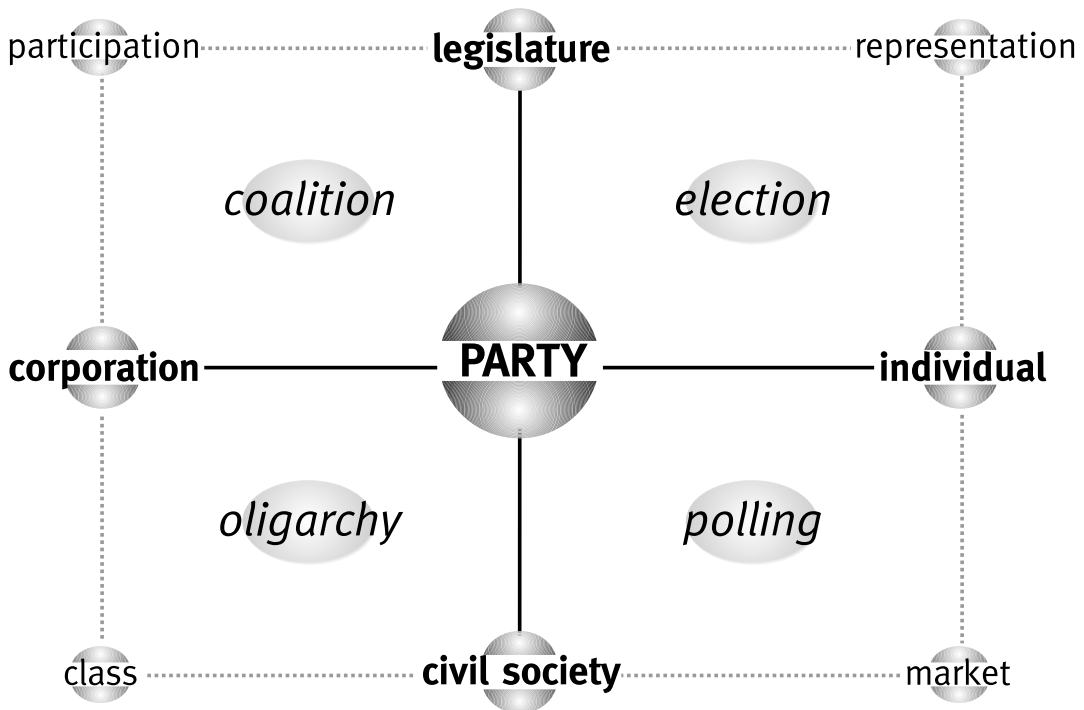 participation legislature representation
coalition election
corporation PARTY individual
oligarchy polling
class civil society market